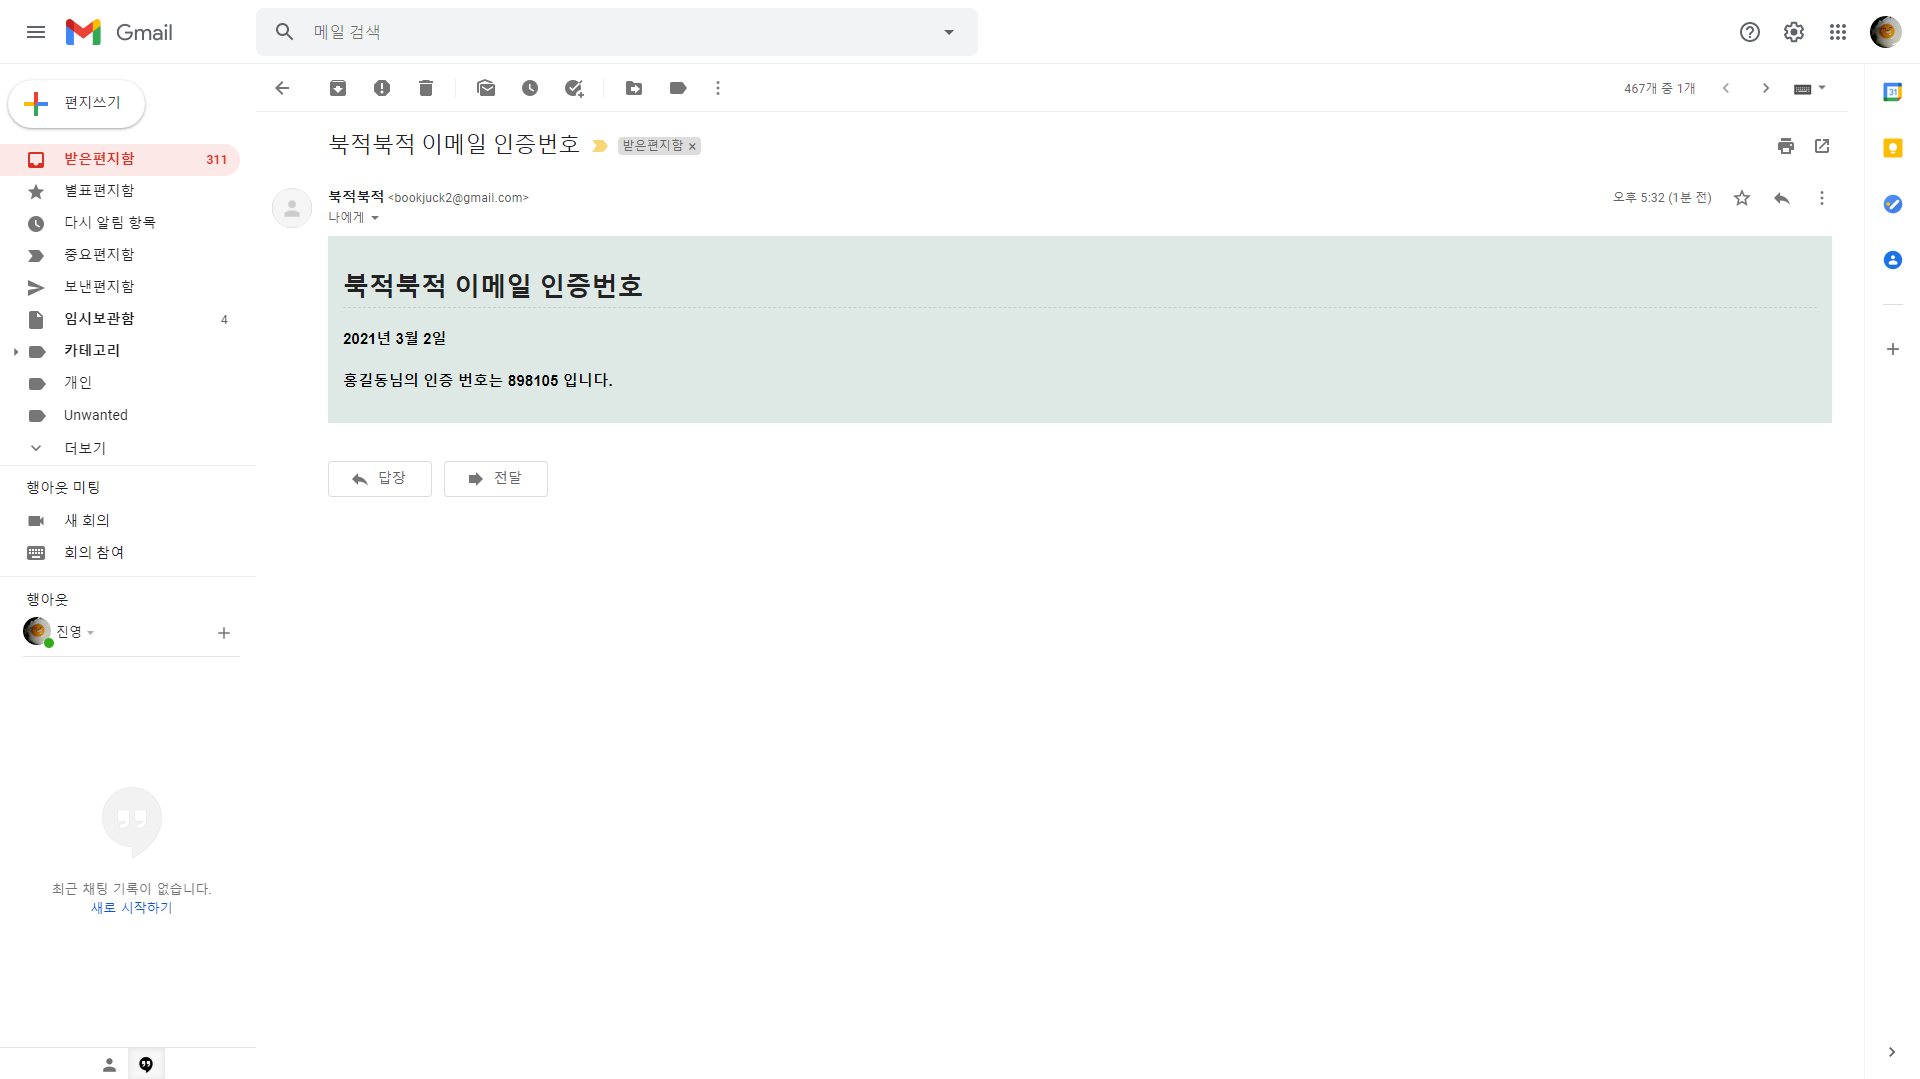 Gmail
메일 검색
편지쓰기
467개 중 1개
31
받은편지함 311
별표편지함
다시 알림 항목
중요편지함
보낸편지함
임시보관함 4
카테고리
개인
Unwanted
더보기
행아웃 미팅
새 회의
회의 참여
행아웃
진영
최근 채팅 기록이 없습니다.
새로 시작하기
북적북적 이메일 인증번호 받은편지함 ×
북적북적 <bookjuck2@gmail.com> 오후 5:32 (1분 전)
나에게
북적북적 이메일 인증번호
2021년 3월 2일
홍길동님의 인증 번호는 898105 입니다.
답장 전달